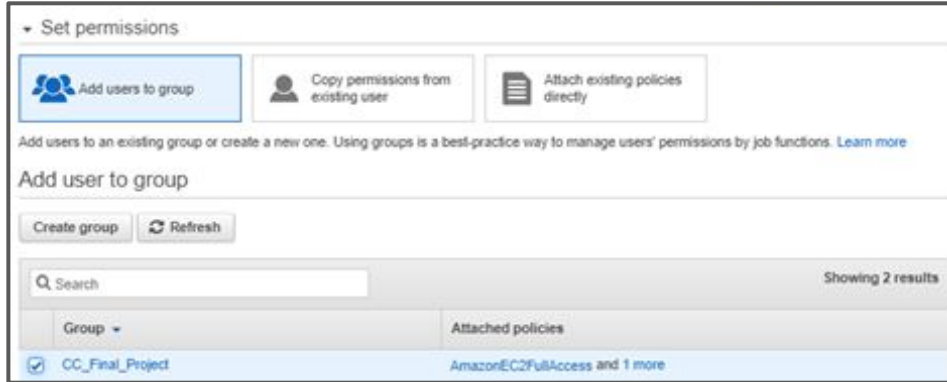 Set permissions
Add users to group
Copy permissions from
existing user
Attach existing policies
directly
Add users to an existing group or create a new one. Using groups is a best-practice way to manage users' permissions by job functions. Learn more
Add user to group
Create group Refresh
Search Showing 2 results
Group Attached policies
CC_Final_Project AmazonEC2FullAccess and 1 more